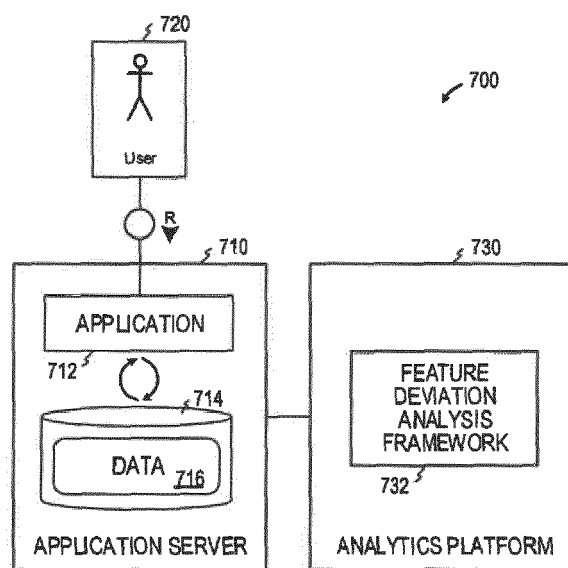 720
700
User
R
710
730
APPLICATION
712
714
DATA 716
FEATURE
DEVIATION
ANALYSIS
FRAMEWORK
732
APPLICATION SERVER
ANALYTICS PLATFORM